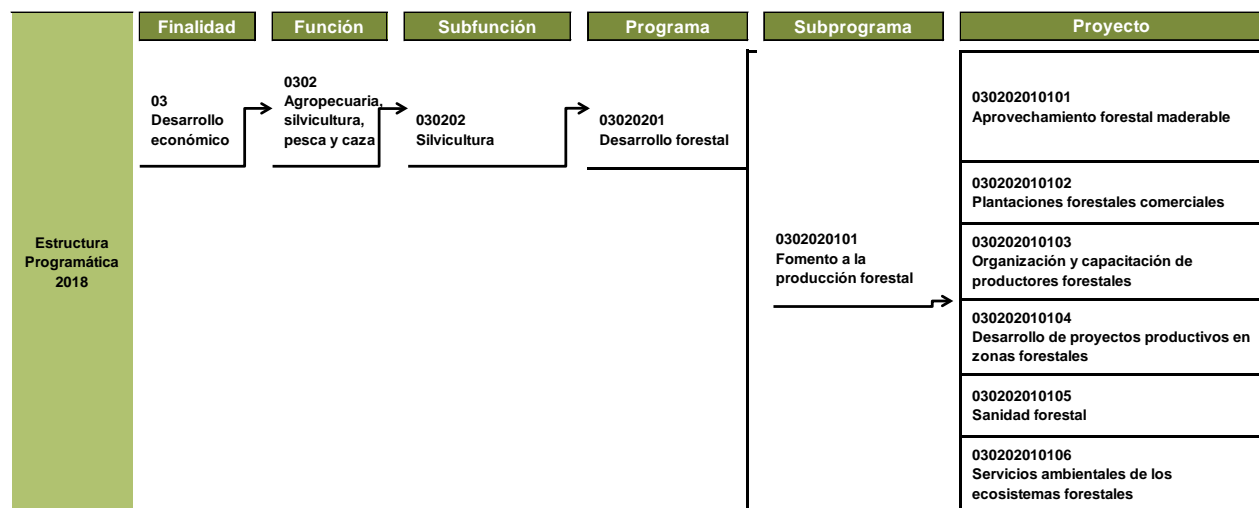 Finalidad
Función
Subfunción
Programa
Subprograma
Proyecto
Estructura
Programática
2018
03
Desarrollo
económico
0302
Agropecuaria,
silvicultura,
pesca y caza
030202
Silvicultura
03020201
Desarrollo forestal
0302020101
Fomento a la
producción forestal
030202010101
Aprovechamiento forestal maderable
030202010102
Plantaciones forestales comerciales
030202010103
Organización y capacitación de
productores forestales
030202010104
Desarrollo de proyectos productivos en
zonas forestales
030202010105
Sanidad forestal
030202010106
Servicios ambientales de los
ecosistemas forestales